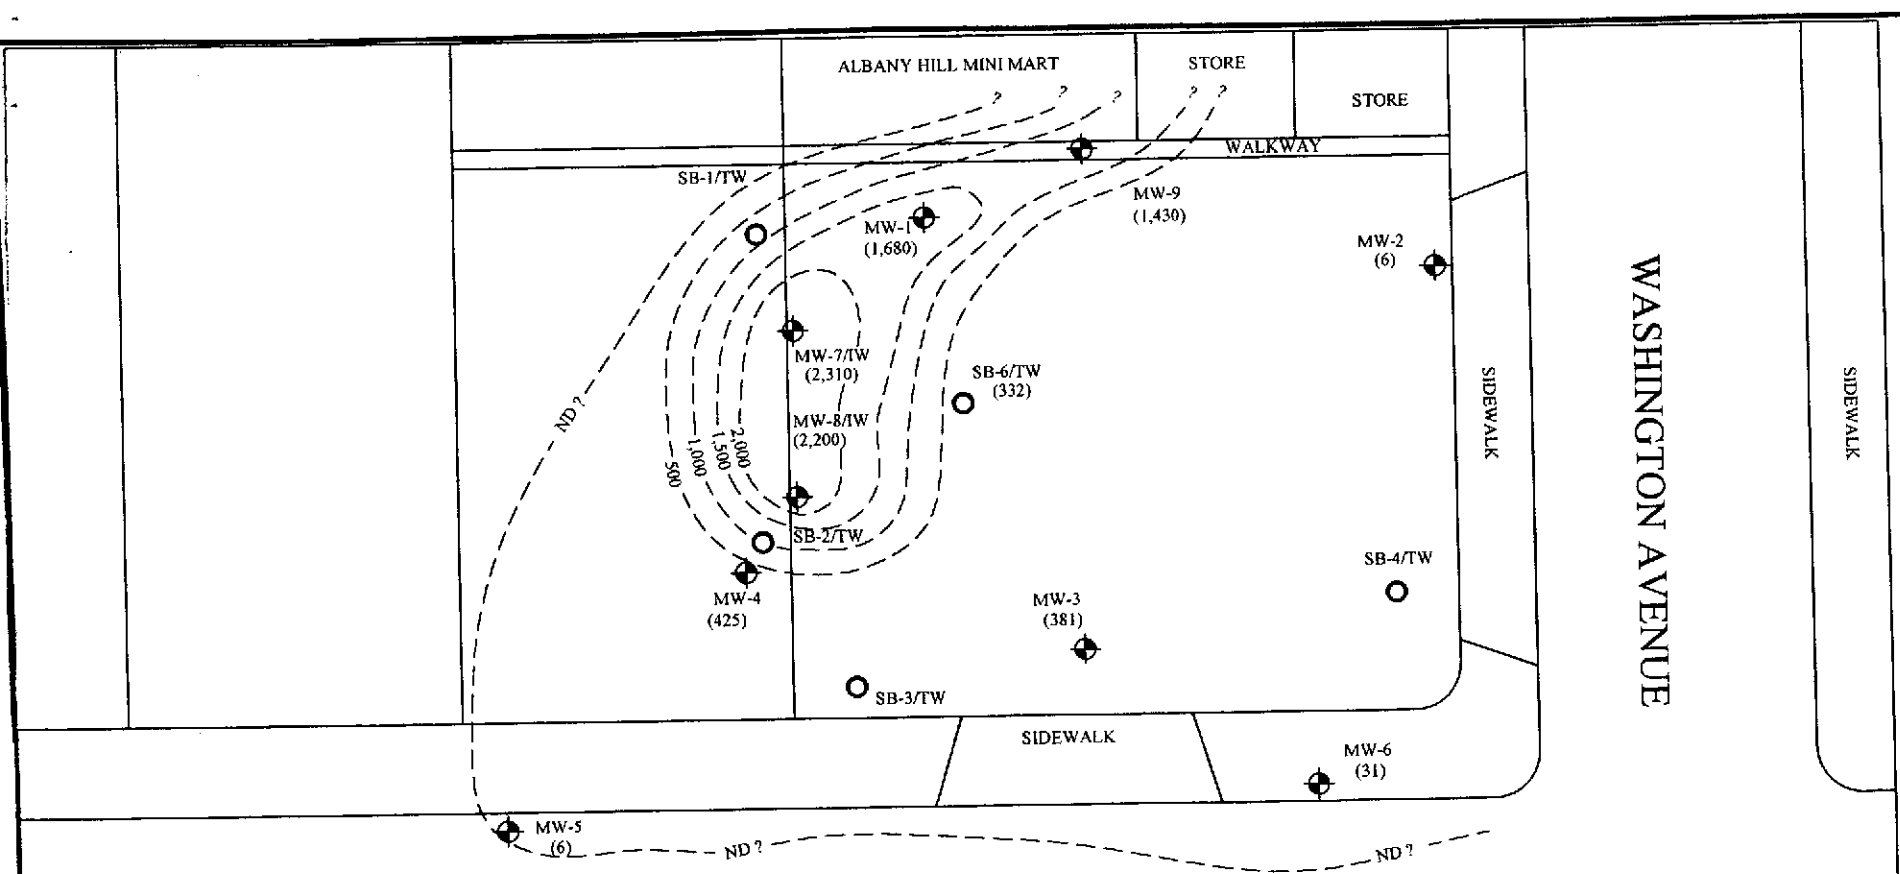 ALBANY HILL MINI MART
STORE
STORE
?
?
?
?
?
WALKWAY
SB-1/TW
MW-9
(1,430)
MW-1
(1,680)
MW-2
(6)
WASHINGTON AVENUE
MW-7/IW
(2,310)
SB-6/TW
(332)
SIDEWALK
SIDEWALK
ND ?
MW-8/IW
(2,200)
500
1,000
1,500
2,000
SB-2/TW
SB-4/TW
MW-4
(425)
MW-3
(381)
SB-3/TW
SIDEWALK
MW-6
(31)
MW-5
(6)
ND ?
ND ?